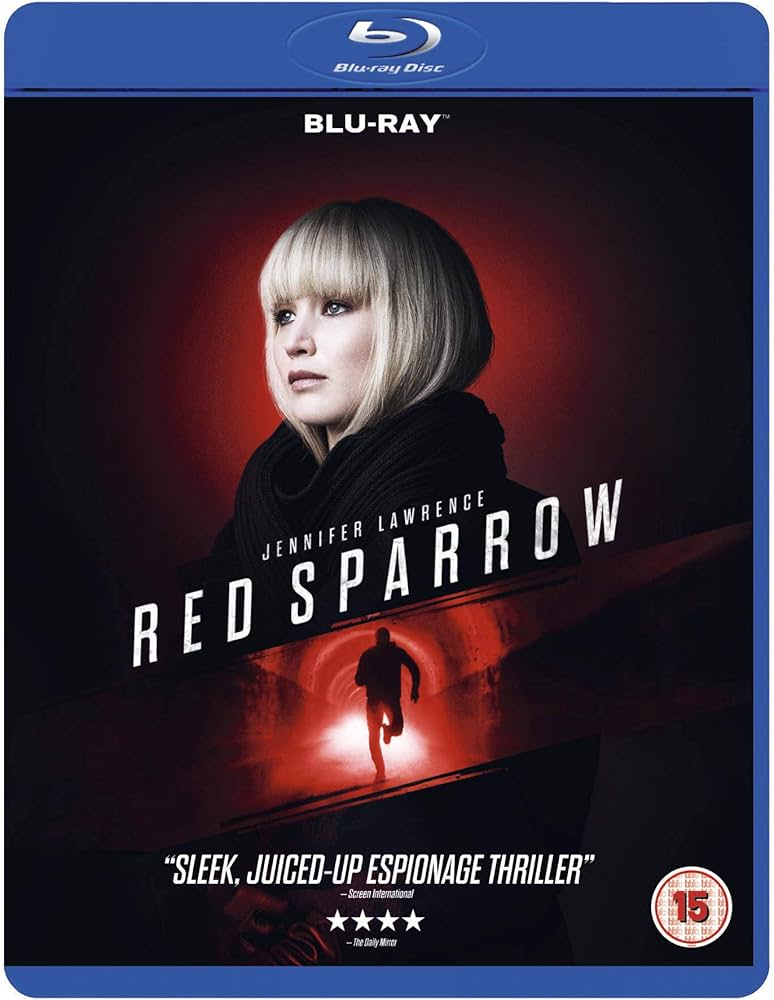 Blu-ray Disc
BLU-RAY™
JENNIFER LAWRENCE
RED SPARROW
“SLEEK, JUICED-UP ESPIONAGE THRILLER”
– Screen International
★★★★
– The Daily Mirror
15